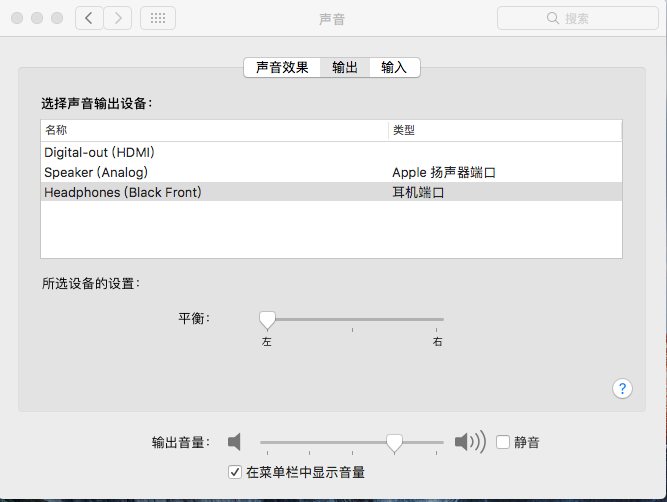 声音
搜索
声音效果 输出 输入
选择声音输出设备：
名称 类型
Digital-out (HDMI)
Speaker (Analog) Apple 扬声器端口
Headphones (Black Front) 耳机端口
所选设备的设置：
平衡：
左 右
?
输出音量： 静音
在菜单栏中显示音量